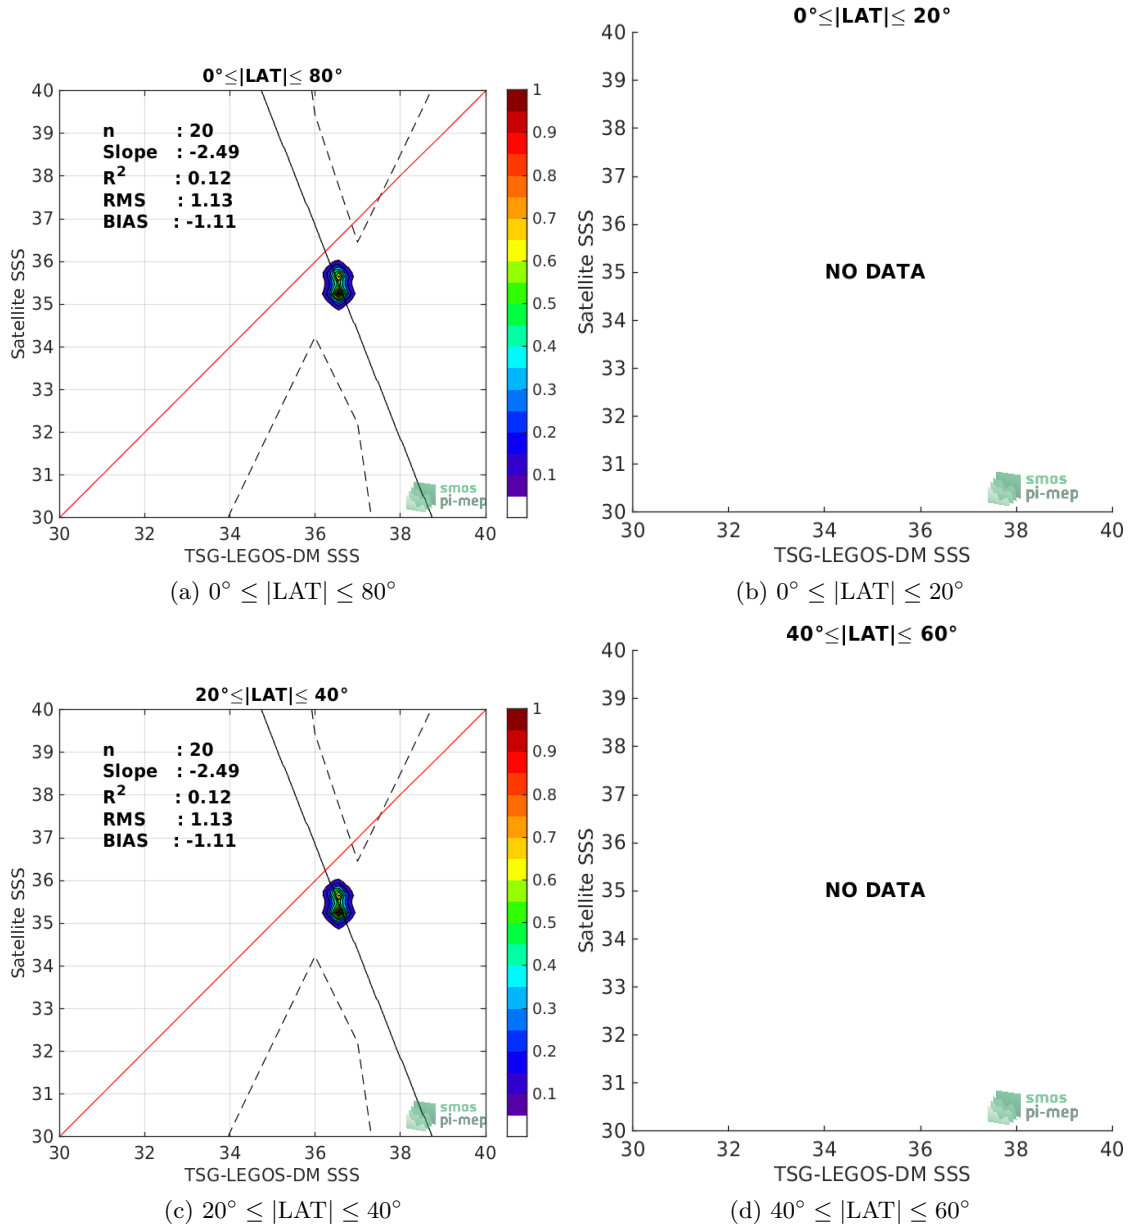 0°≤|LAT|≤ 80°
n : 20
Slope : -2.49
R2 : 0.12
RMS : 1.13
BIAS : -1.11
Satellite SSS
40
39
38
37
36
35
34
33
32
31
30
30 32 34 36 38 40
TSG-LEGOS-DM SSS
1
0.9
0.8
0.7
0.6
0.5
0.4
0.3
0.2
0.1
smos
pi-mep
(a) 0° ≤ |LAT| ≤ 80°
0°≤|LAT|≤ 20°
Satellite SSS
40
39
38
37
36
35
34
33
32
31
30
NO DATA
30 32 34 36 38 40
TSG-LEGOS-DM SSS
smos
pi-mep
(b) 0° ≤ |LAT| ≤ 20°
20°≤|LAT|≤ 40°
n : 20
Slope : -2.49
R2 : 0.12
RMS : 1.13
BIAS : -1.11
Satellite SSS
40
39
38
37
36
35
34
33
32
31
30
30 32 34 36 38 40
TSG-LEGOS-DM SSS
1
0.9
0.8
0.7
0.6
0.5
0.4
0.3
0.2
0.1
smos
pi-mep
(c) 20° ≤ |LAT| ≤ 40°
40°≤|LAT|≤ 60°
Satellite SSS
40
39
38
37
36
35
34
33
32
31
30
NO DATA
30 32 34 36 38 40
TSG-LEGOS-DM SSS
smos
pi-mep
(d) 40° ≤ |LAT| ≤ 60°